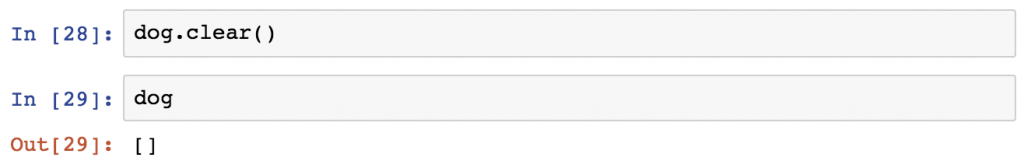 In [28]: dog.clear()
In [29]: dog
Out[29]: []